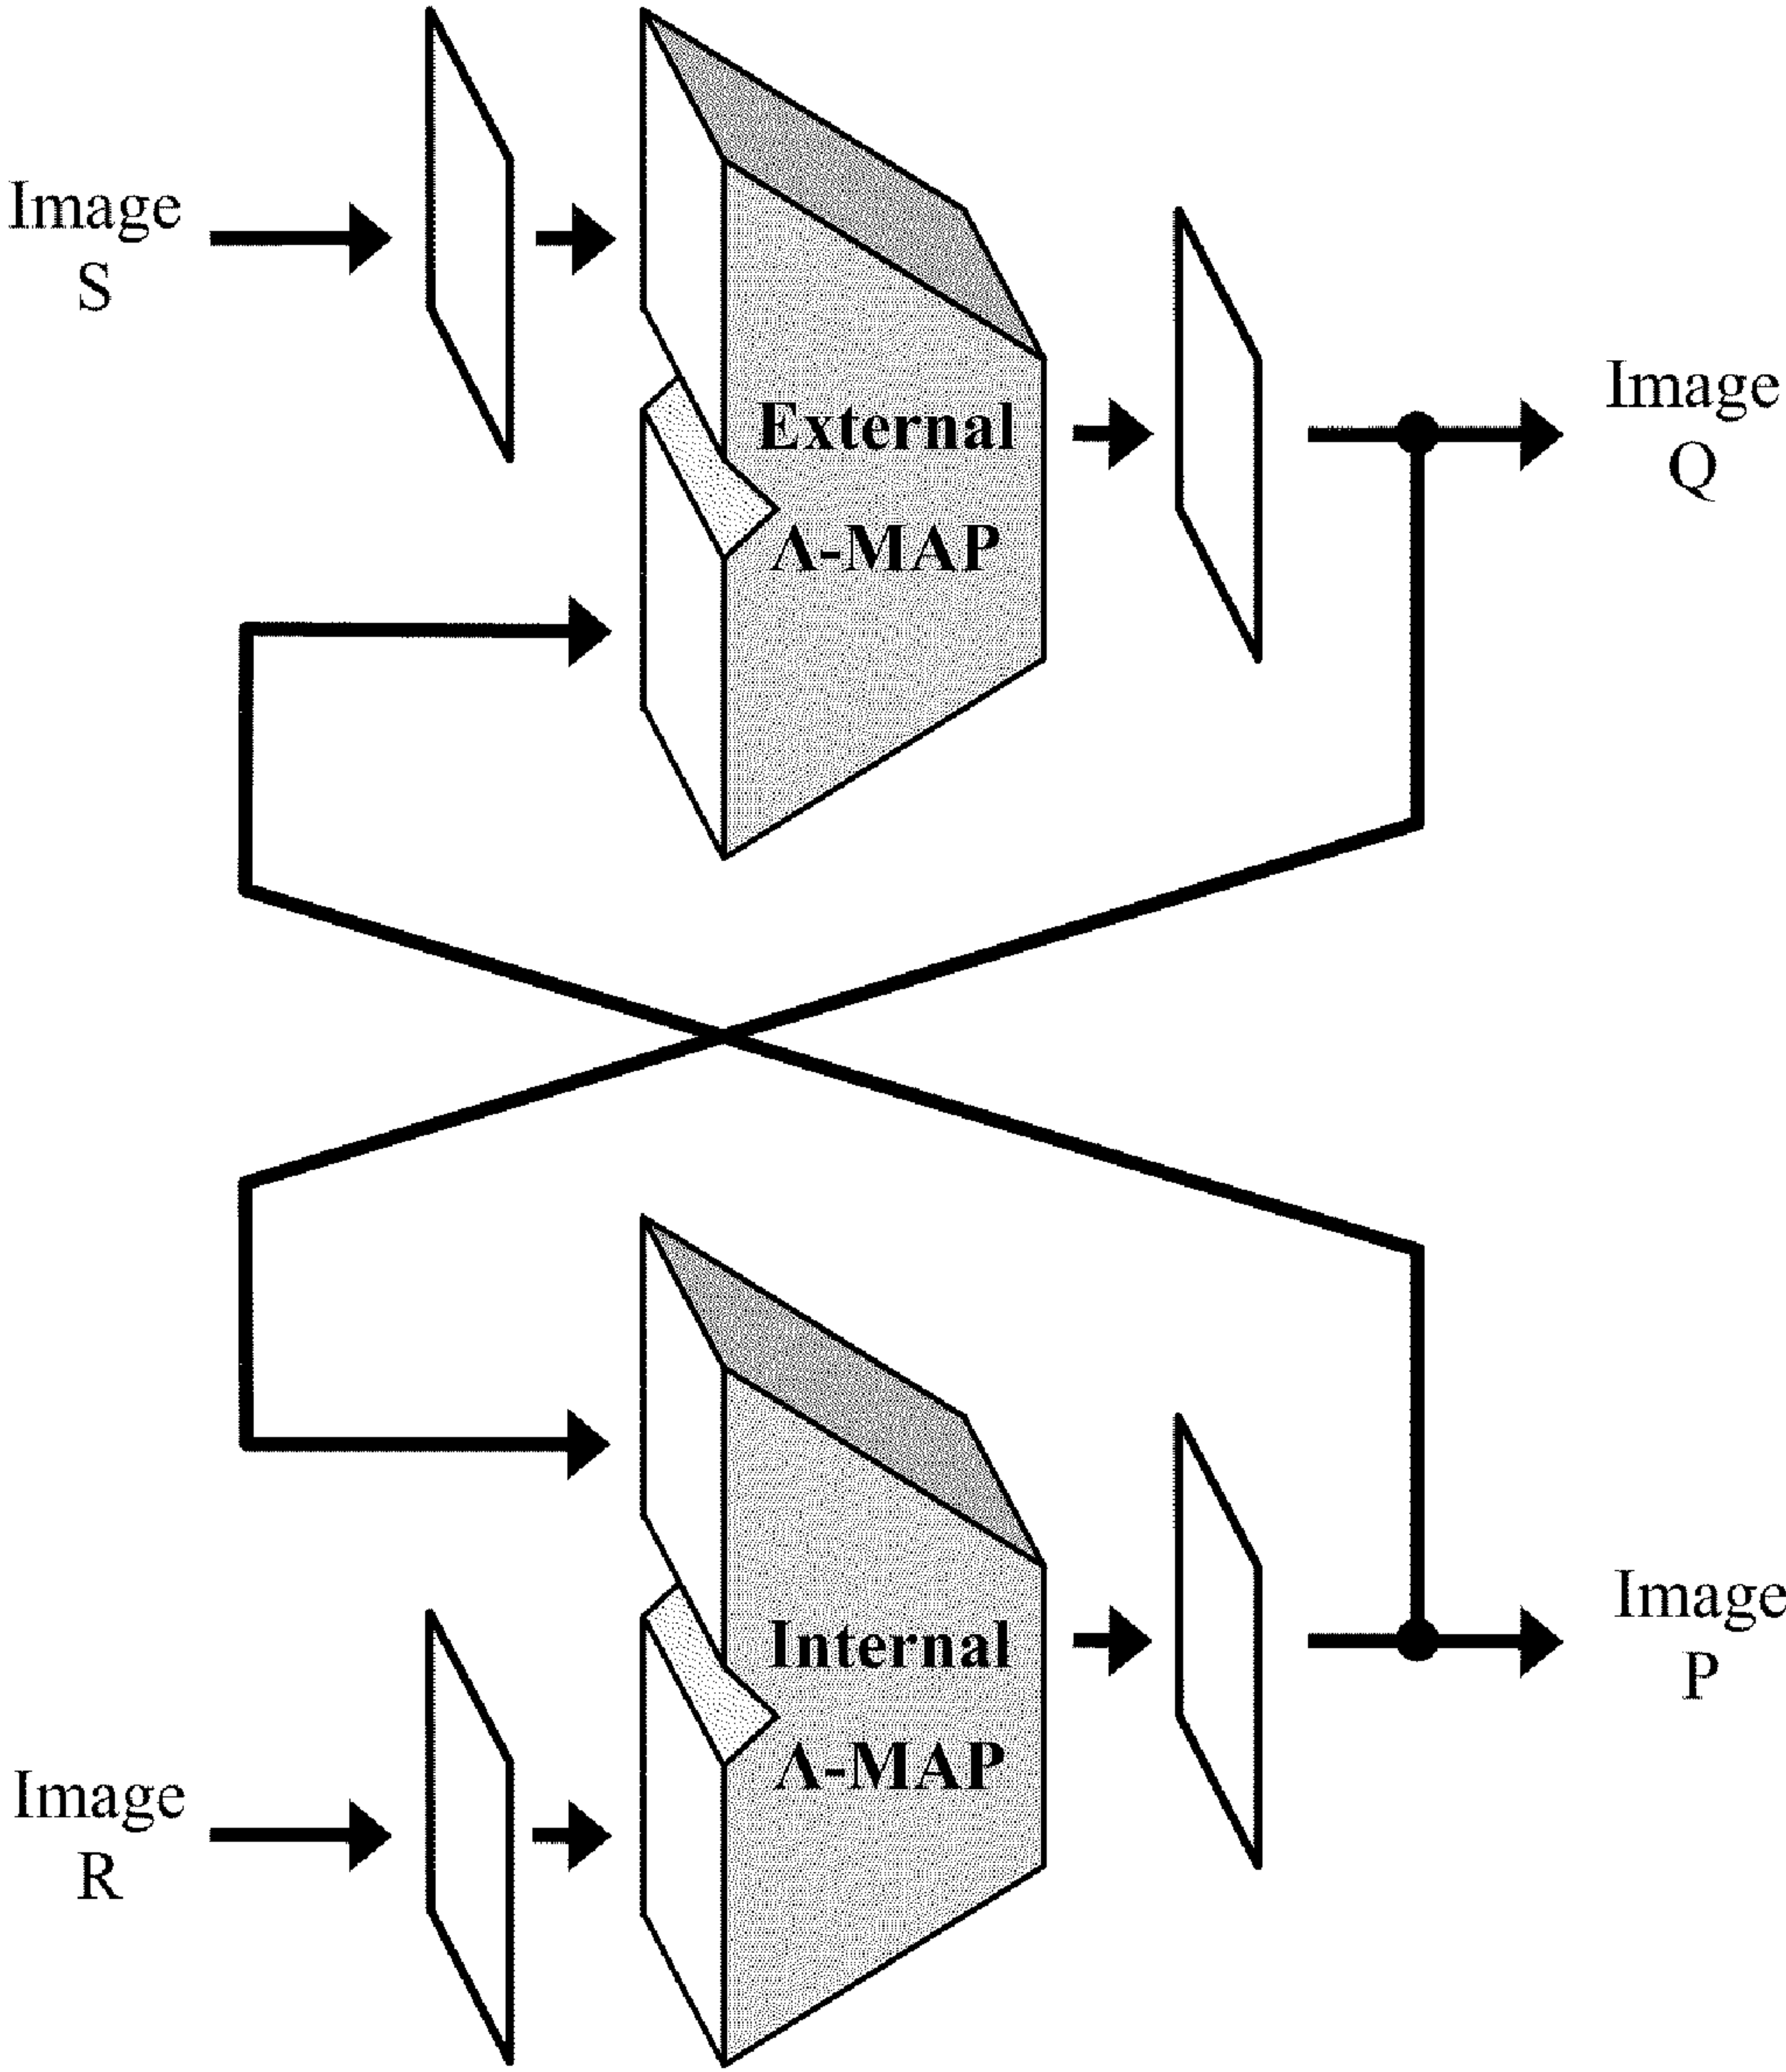 Image
S
External
Λ-MAP
Image
Q
Internal
Λ-MAP
Image
P
Image
R